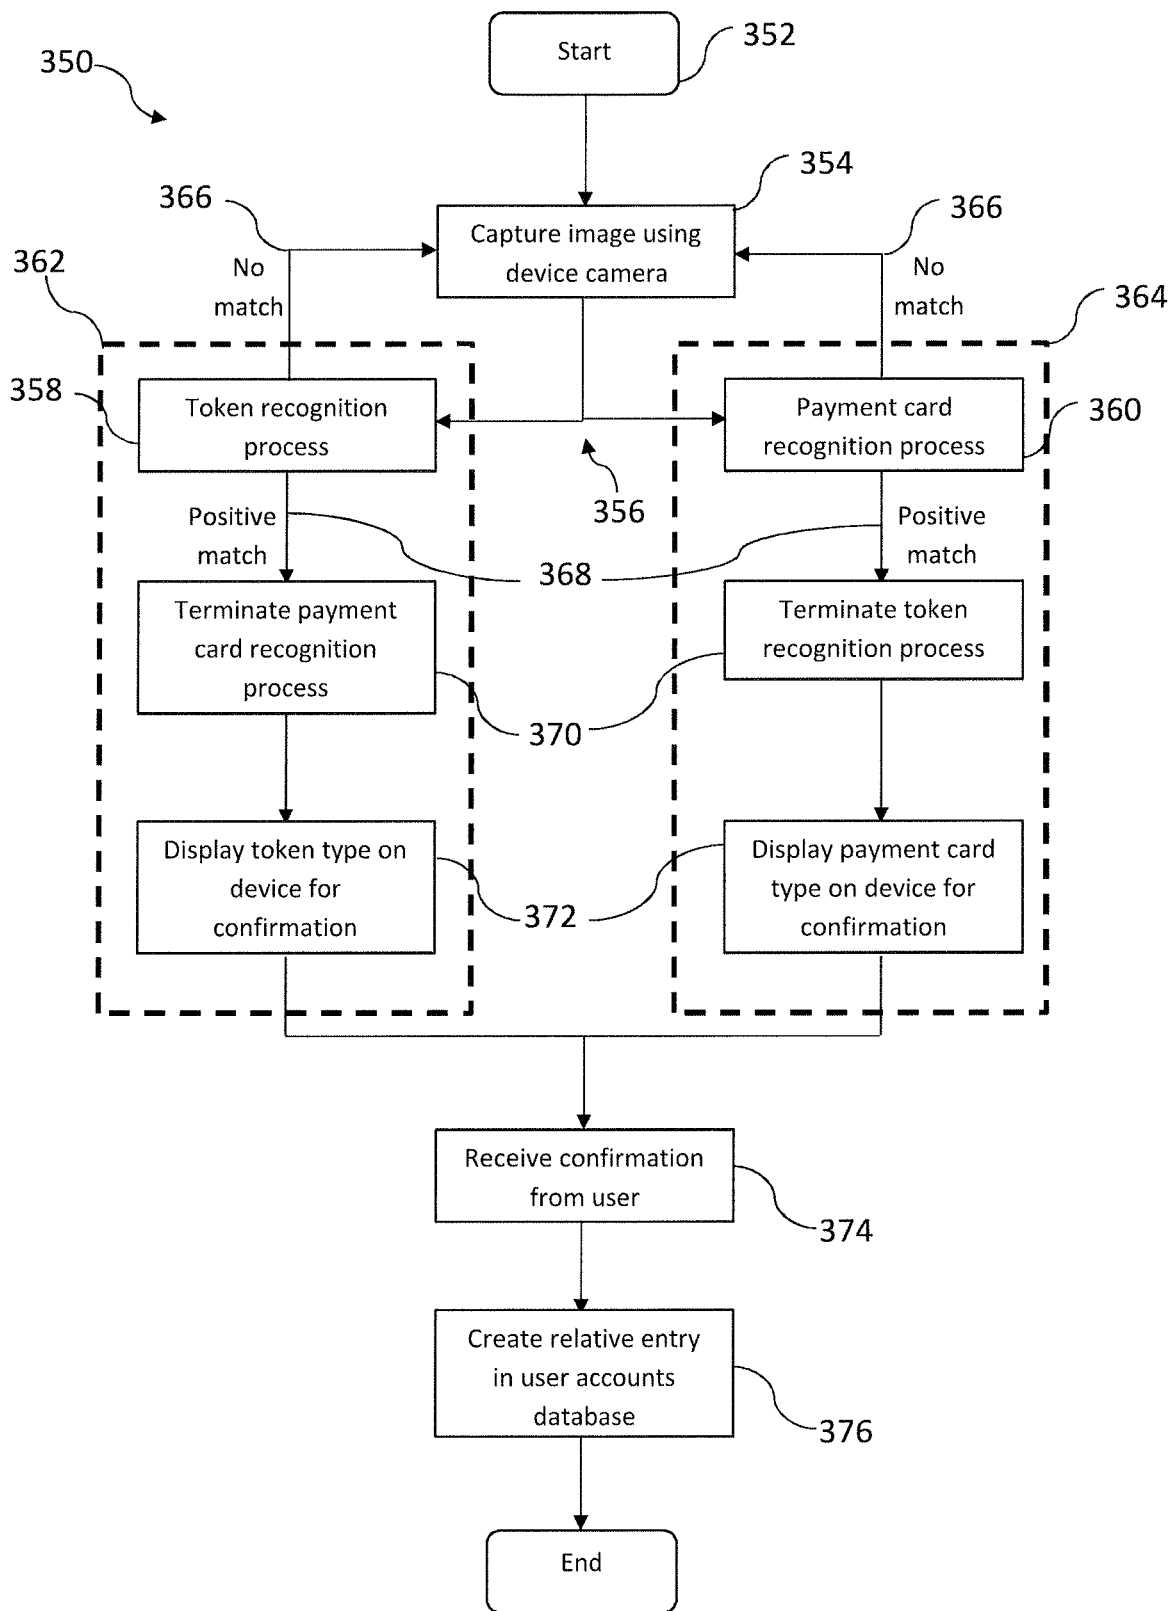 Start
352
350
354
Capture image using
device camera
366
366
No
match
No
match
362
364
358
Token recognition
process
Payment card
recognition process
360
356
Positive
match
368
Positive
match
Terminate payment
card recognition
process
Terminate token
recognition process
370
Display token type on
device for
confirmation
372
Display payment card
type on device for
confirmation
Receive confirmation
from user
374
Create relative entry
in user accounts
database
376
End